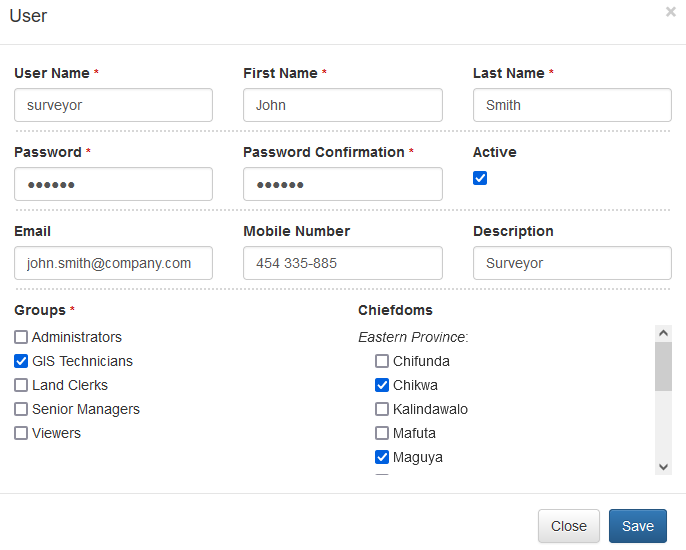 User ×
User Name * First Name * Last Name *
surveyor John Smith
Password * Password Confirmation * Active
●●●●●● ●●●●●●
Email Mobile Number Description
john.smith@company.com 454 335-885 Surveyor
Groups * Chiefdoms
Administrators Eastern Province:
GIS Technicians Chifunda
Land Clerks Chikwa
Senior Managers Kalindawalo
Viewers Mafuta
Maguya
Close Save